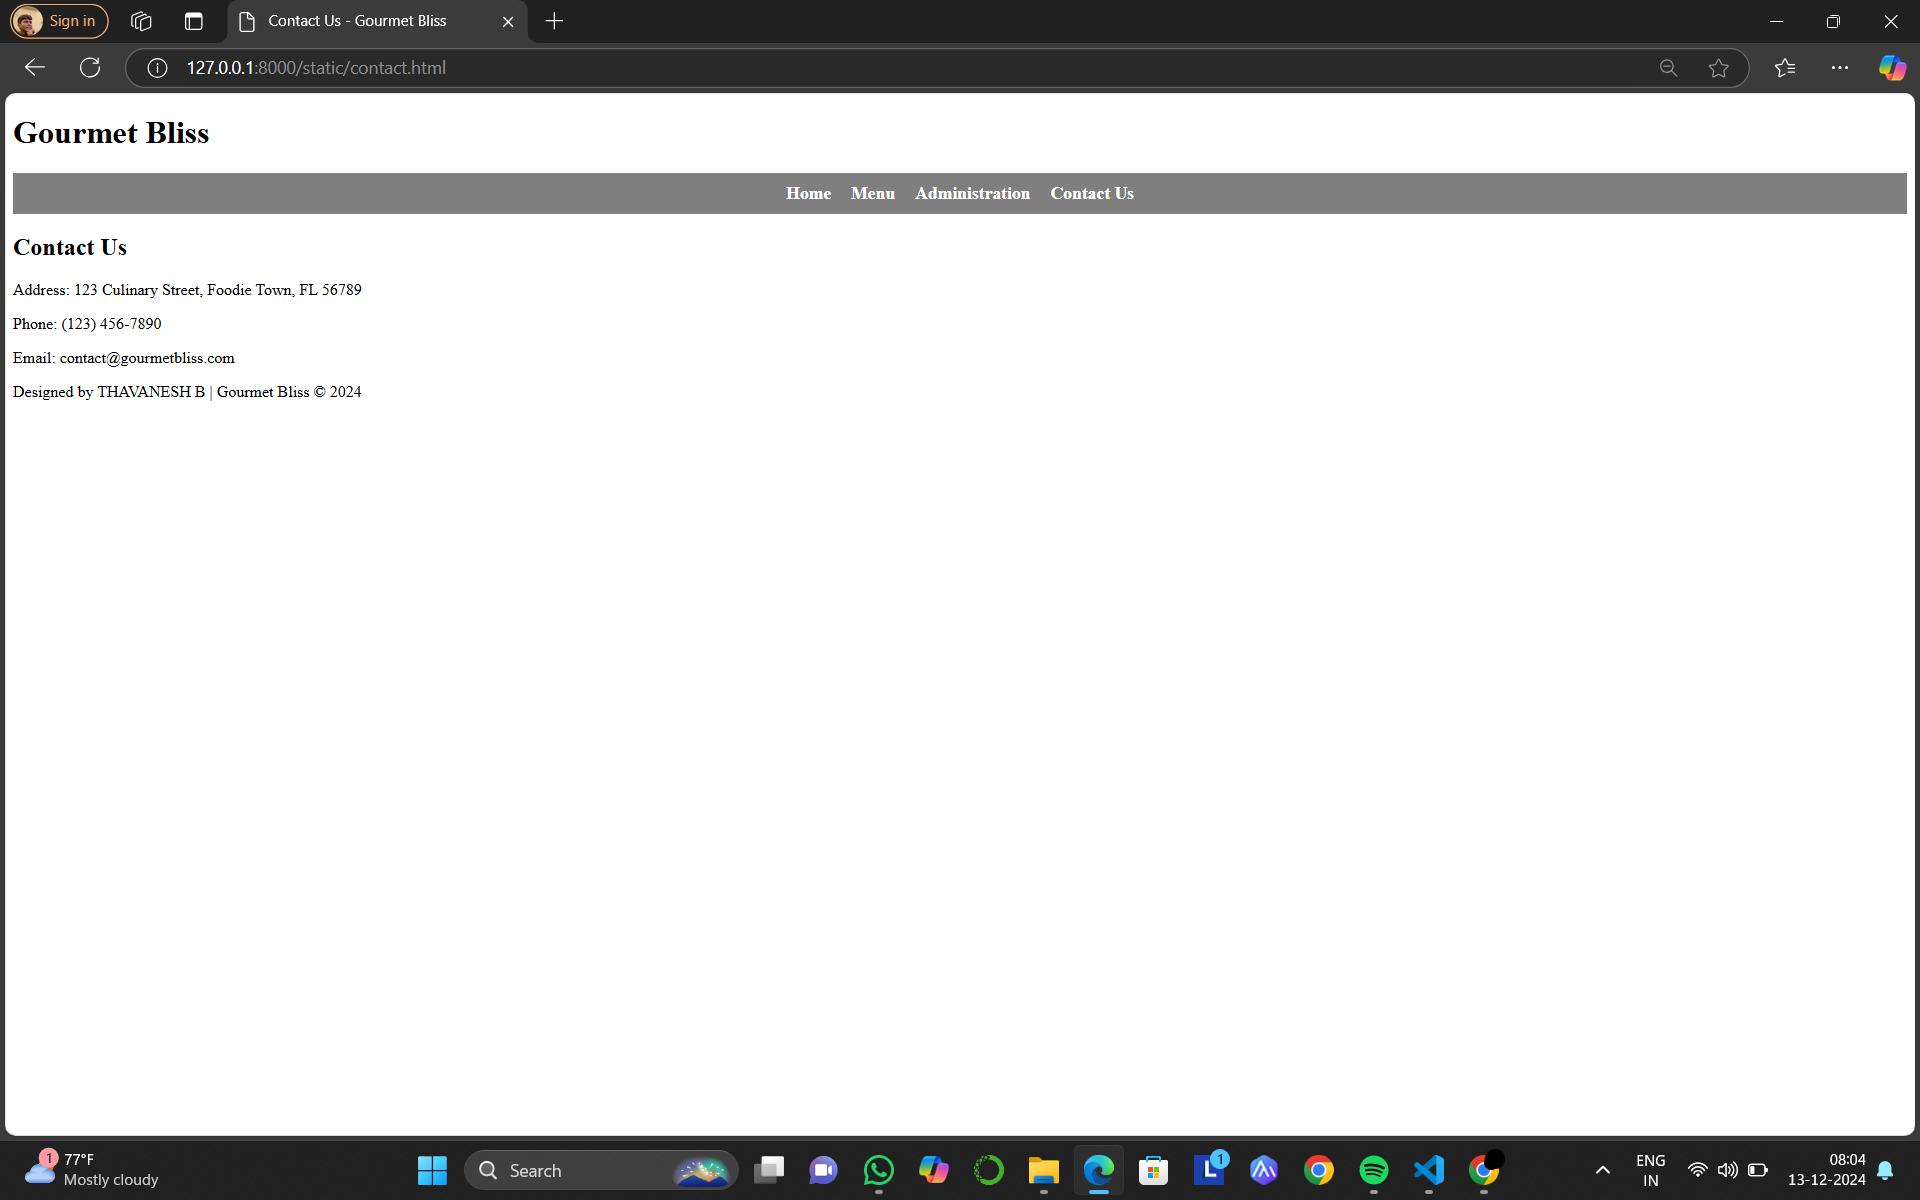 Sign in
Contact Us - Gourmet Bliss
127.0.0.1:8000/static/contact.html
Gourmet Bliss
Home Menu Administration Contact Us
Contact Us
Address: 123 Culinary Street, Foodie Town, FL 56789
Phone: (123) 456-7890
Email: contact@gourmetbliss.com
Designed by THAVANESH B | Gourmet Bliss © 2024
1
77°F
Mostly cloudy
Search
L
1
ENG
IN
08:04
13-12-2024